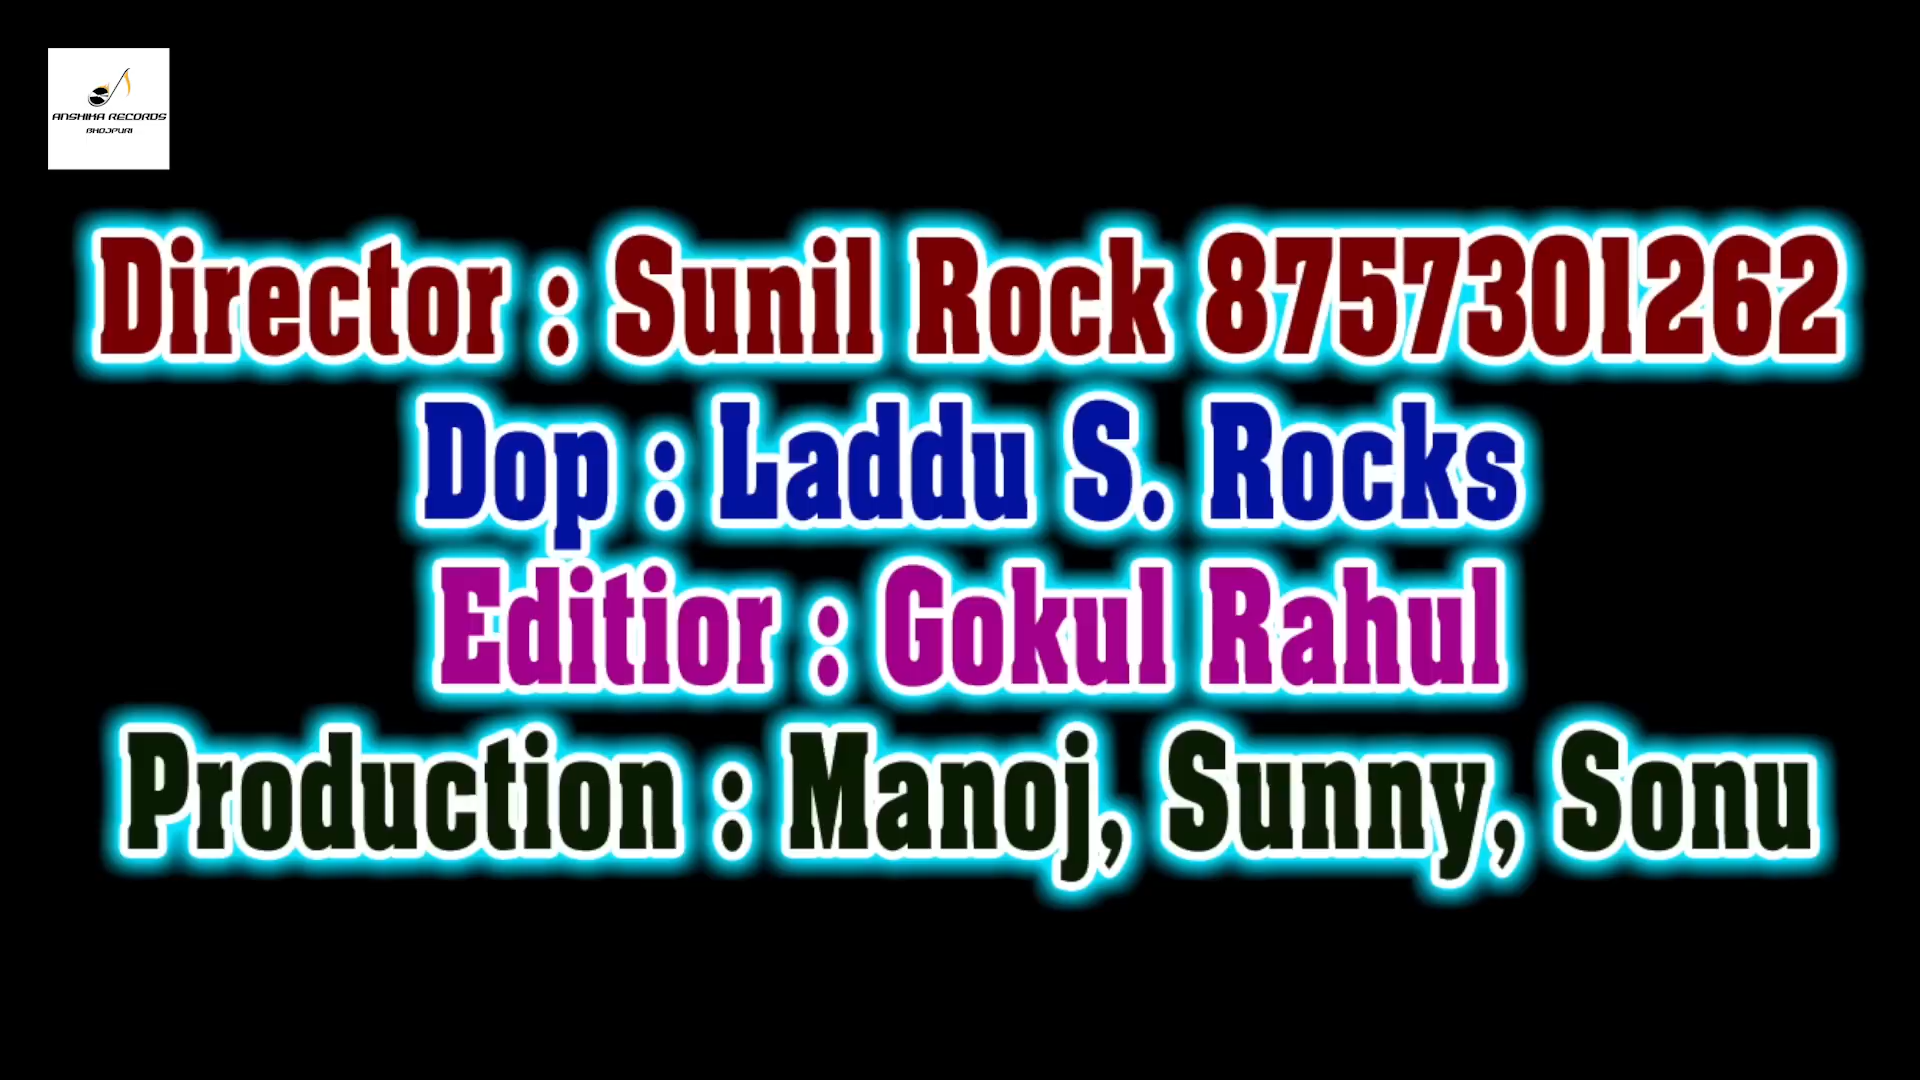 ANSHIKA RECORDS
BHOJPURI
Director : Sunil Rock 8757301262
Dop : Laddu S. Rocks
Editior : Gokul Rahul
Production : Manoj, Sunny, Sonu